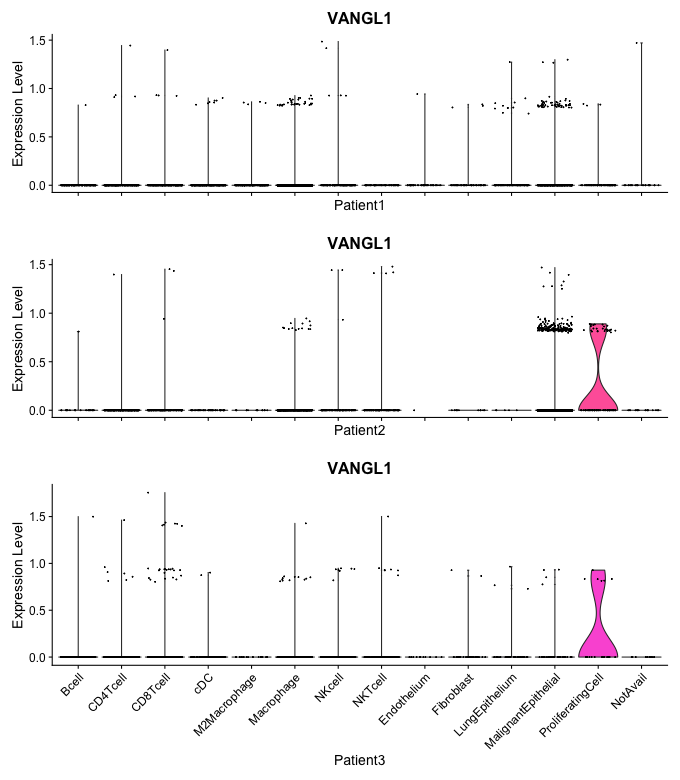 VANGL1
Expression Level
1.5
1.0
0.5
0.0
Patient1
VANGL1
Expression Level
1.5
1.0
0.5
0.0
Patient2
VANGL1
Expression Level
1.5
1.0
0.5
0.0
Bcell
CD4Tcell
CD8Tcell
cDC
M2Macrophage
Macrophage
NKcell
NKTcell
Endothelium
Fibroblast
LungEpithelium
MalignantEpithelial
ProliferatingCell
NotAvail
Patient3